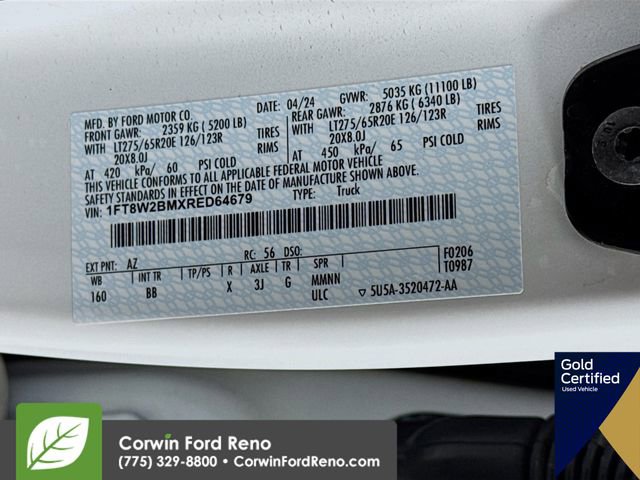 MFD. BY FORD MOTOR CO.
DATE: 04/24 GVWR: 5035 KG (11100 LB)
FRONT GAWR: 2359 KG (5200 LB) REAR GAWR: 2876 KG (6340 LB)
WITH LT275/65R20E 126/123R TIRES WITH LT275/65R20E 126/123R TIRES
20X8.0J RIMS 20X8.0J RIMS
AT 420 kPa/ 60 PSI COLD AT 450 kPa/ 65 PSI COLD
THIS VEHICLE CONFORMS TO ALL APPLICABLE FEDERAL MOTOR VEHICLE
SAFETY STANDARDS IN EFFECT ON THE DATE OF MANUFACTURE SHOWN ABOVE.
VIN: 1FT8W2BMXRED64679 TYPE: Truck
EXT PNT: AZ RC: 56 DSO: F0206
WB INT TR TP/PS R AXLE TR SPR T0987
160 BB X 3J G MMNN
ULC ▽ 5U5A-3520472-AA
Gold
Certified
Used Vehicle
Corwin Ford Reno
(775) 329-8800 • CorwinFordReno.com